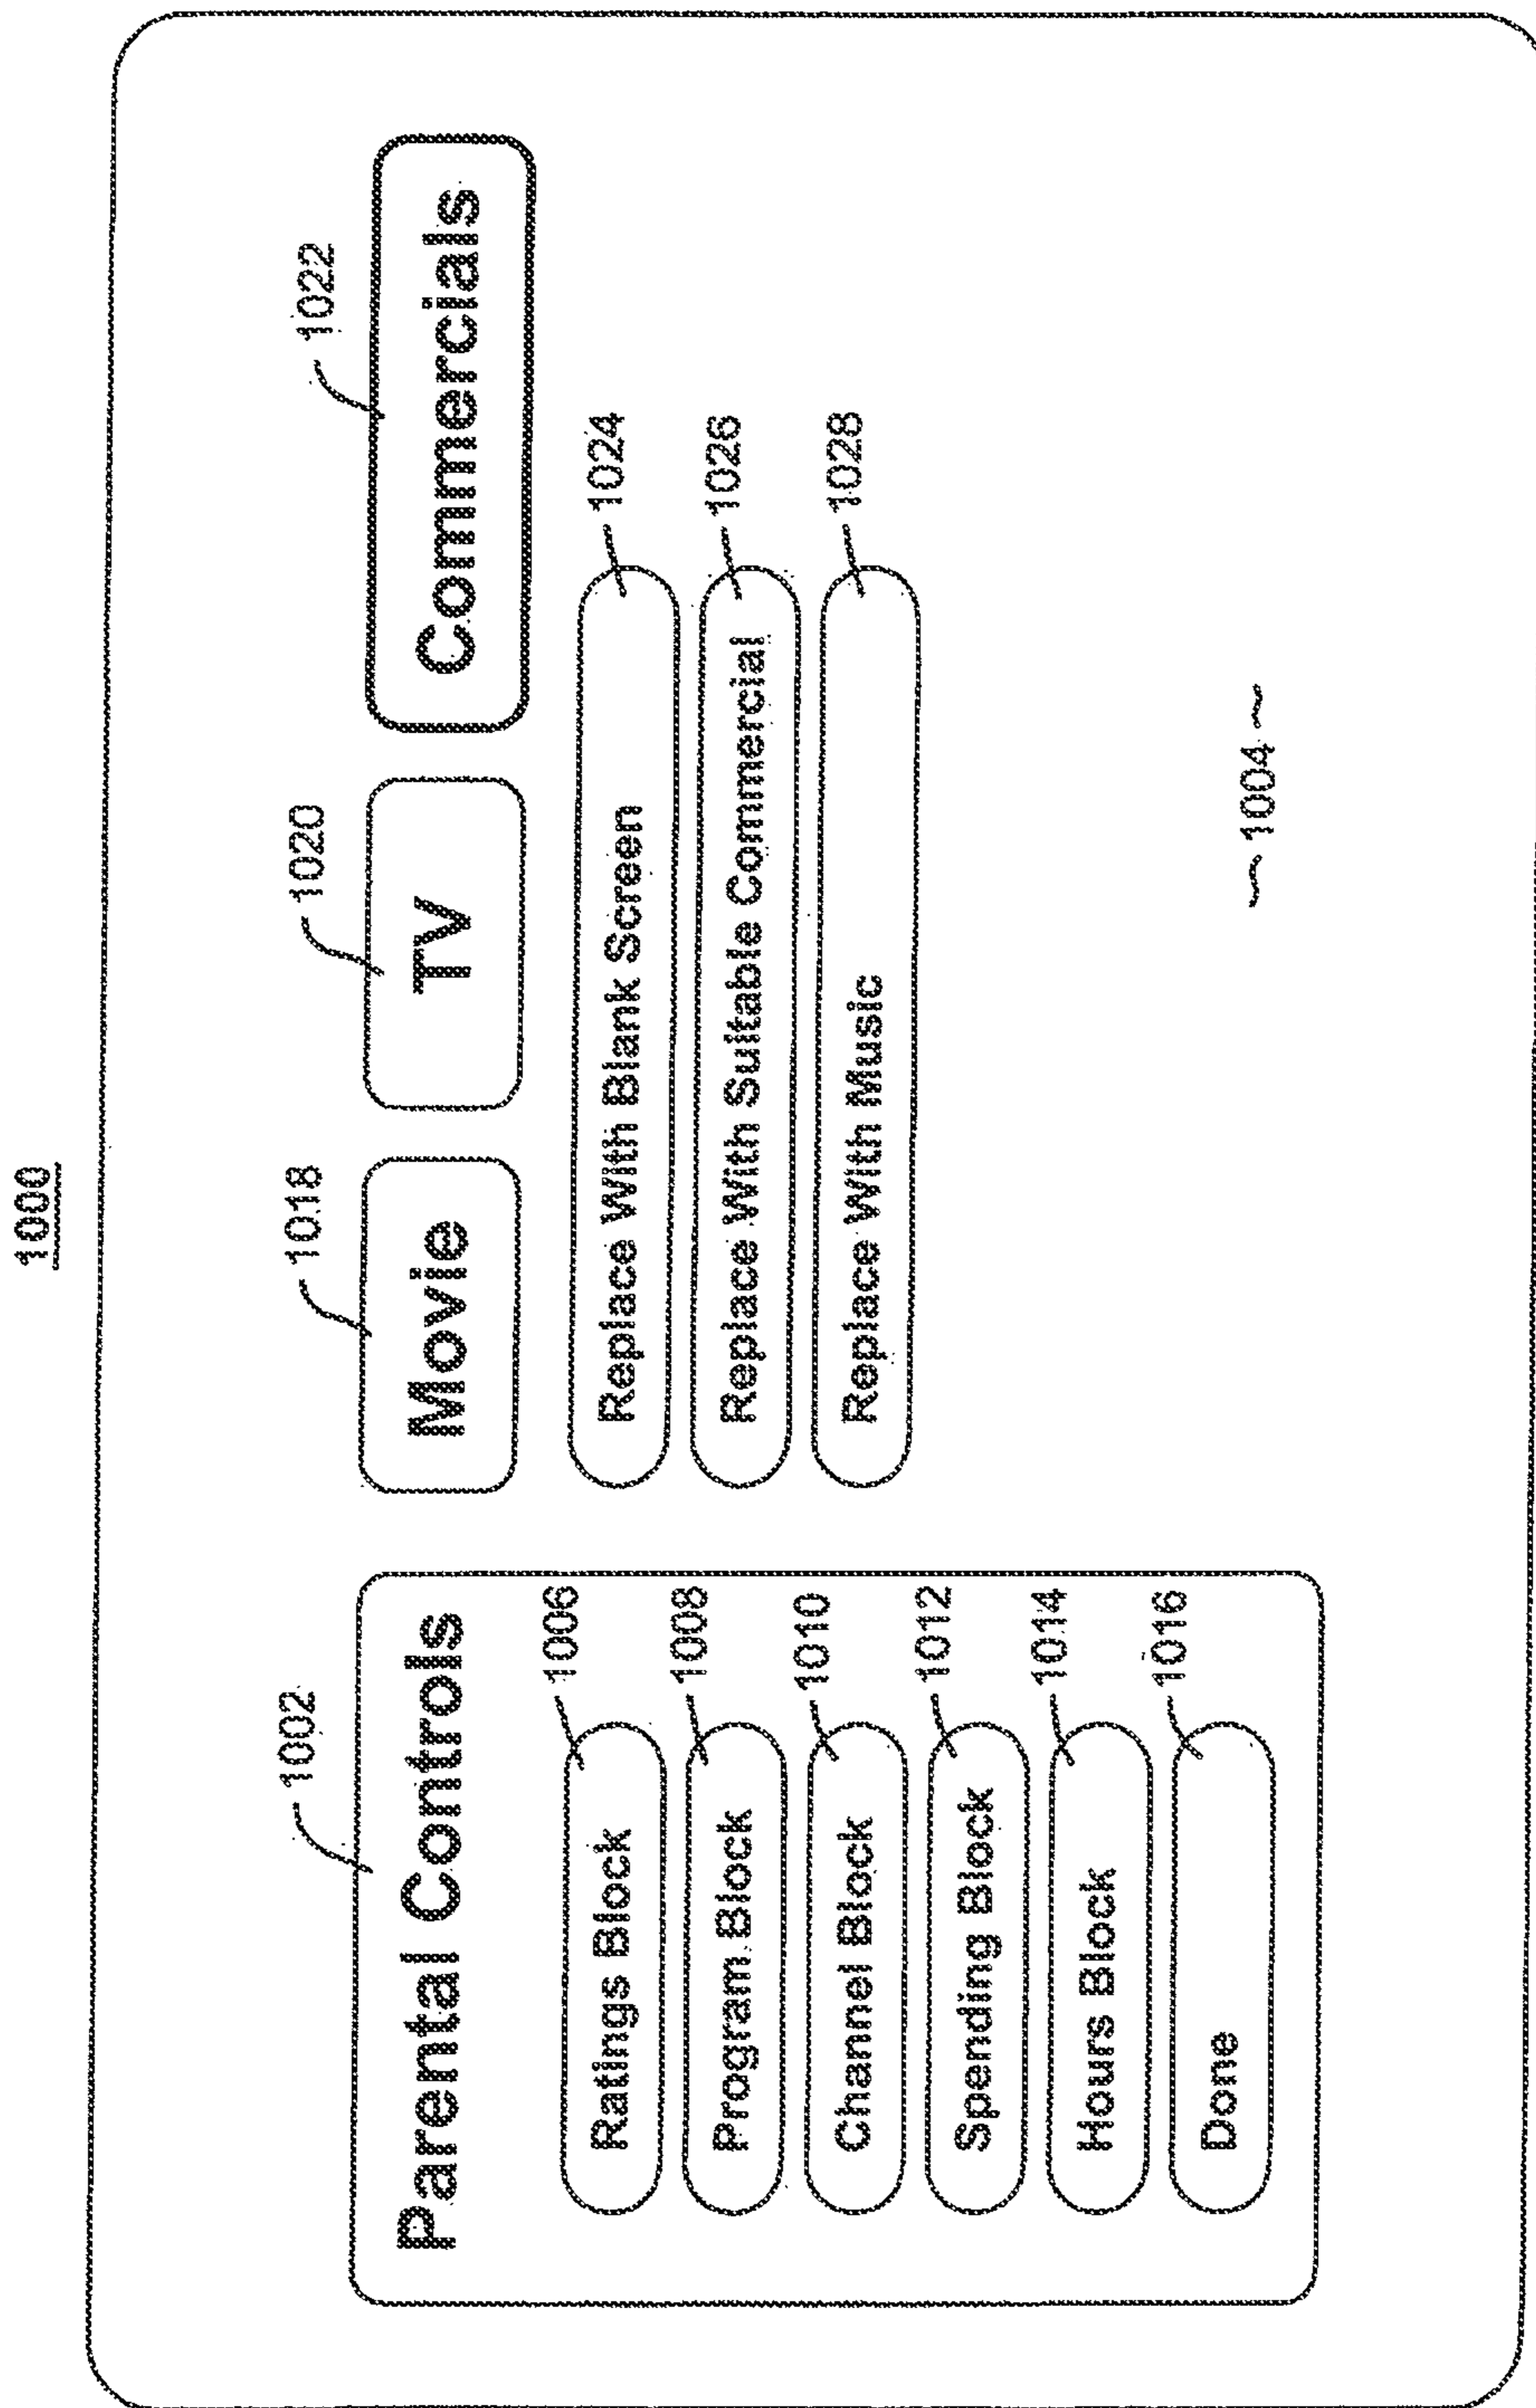 1000
1002
Parental Controls
Ratings Block
1006
Program Block
1008
Channel Block
1010
Spending Block
1012
Hours Block
1014
Done
1016
1018
Movie
1020
TV
1022
Commercials
Replace With Blank Screen
1024
Replace With Suitable Commercial
1026
Replace With Music
1028
~ 1004 ~